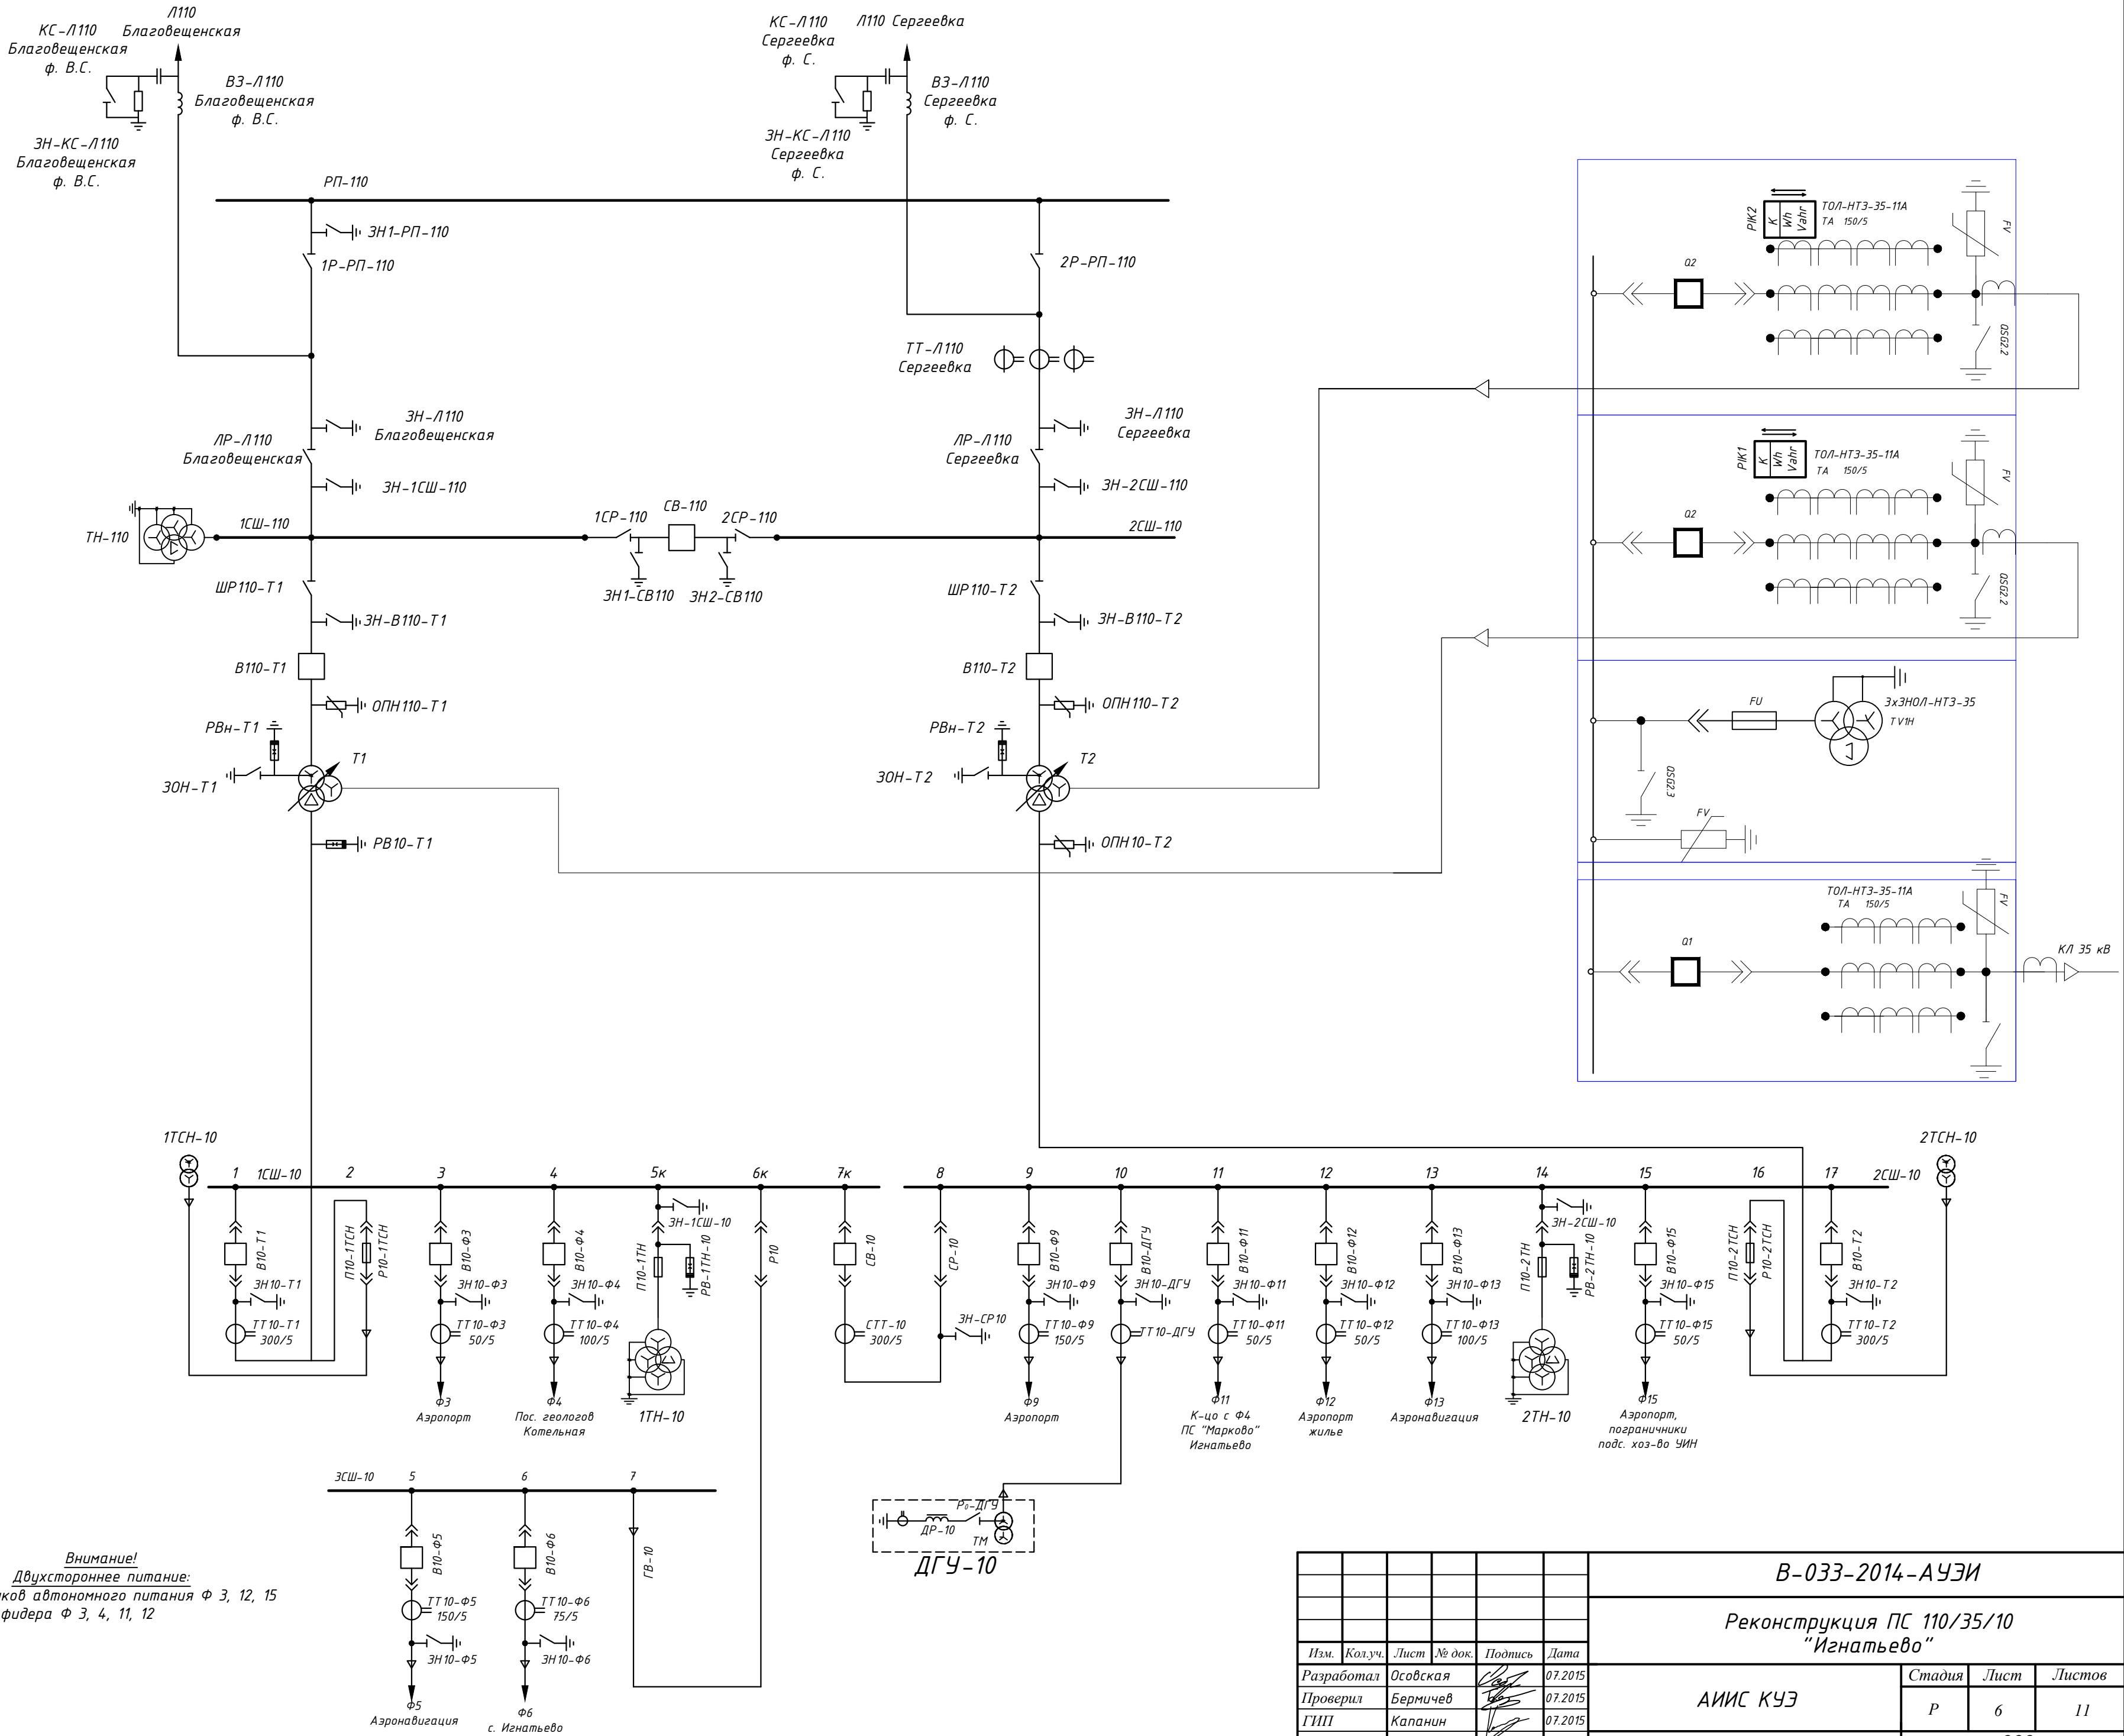 КС-Л110
Благовещенская
ф. В.С.
Л110
Благовещенская
ВЗ-Л110
Благовещенская
ф. В.С.
ЗН-КС-Л110
Благовещенская
ф. В.С.
КС-Л110
Сергеевка
ф. С.
Л110 Сергеевка
ВЗ-Л110
Сергеевка
ф. С.
ЗН-КС-Л110
Сергеевка
ф. С.
РП-110
ЗН1-РП-110
1Р-РП-110
2Р-РП-110
ТТ-Л110
Сергеевка
ЗН-Л110
Благовещенская
ЛР-Л110
Благовещенская
ЗН-1СШ-110
ЗН-Л110
Сергеевка
ЛР-Л110
Сергеевка
ЗН-2СШ-110
ТН-110
1СШ-110
1СР-110
СВ-110
2СР-110
2СШ-110
ЗН1-СВ110
ЗН2-СВ110
ШР110-Т1
ЗН-В110-Т1
В110-Т1
ОПН110-Т1
РВн-Т1
Т1
ЗОН-Т1
РВ10-Т1
ШР110-Т2
ЗН-В110-Т2
В110-Т2
ОПН110-Т2
РВн-Т2
Т2
ЗОН-Т2
ОПН10-Т2
PIK2
K
Wh
Vahr
ТОЛ-НТЗ-35-11А
ТА 150/5
FV
Q2
QSG2.2
PIK1
K
Wh
Vahr
ТОЛ-НТЗ-35-11А
ТА 150/5
FV
Q2
QSG2.2
FU
3хЗНОЛ-НТЗ-35
TV1H
QSG2.3
FV
ТОЛ-НТЗ-35-11А
ТА 150/5
FV
Q1
КЛ 35 кВ
1ТСН-10
1
1СШ-10
2
3
4
5к
6к
7к
8
9
10
11
12
13
14
15
16
17
2СШ-10
2ТСН-10
В10-Т1
ЗН10-Т1
ТТ10-Т1
300/5
П10-1ТСН
Р10-1ТСН
В10-Ф3
ЗН10-Ф3
ТТ10-Ф3
50/5
Ф3
Аэропорт
В10-Ф4
ЗН10-Ф4
ТТ10-Ф4
100/5
Ф4
Пос. геологов
Котельная
ЗН-1СШ-10
П10-1ТН
РВ-1ТН-10
1ТН-10
Р10
СВ-10
СТТ-10
300/5
СР-10
ЗН-СР10
В10-Ф9
ЗН10-Ф9
ТТ10-Ф9
150/5
Ф9
Аэропорт
В10-ДГУ
ЗН10-ДГУ
ТТ10-ДГУ
В10-Ф11
ЗН10-Ф11
ТТ10-Ф11
50/5
Ф11
К-цо с Ф4
ПС "Марково"
Игнатьево
В10-Ф12
ЗН10-Ф12
ТТ10-Ф12
50/5
Ф12
Аэропорт
жилье
В10-Ф13
ЗН10-Ф13
ТТ10-Ф13
100/5
Ф13
Аэронавигация
ЗН-2СШ-10
П10-2ТН
РВ-2ТН-10
2ТН-10
В10-Ф15
ЗН10-Ф15
ТТ10-Ф15
50/5
Ф15
Аэропорт,
пограничники
подс. хоз-во УИН
П10-2ТСН
Р10-2ТСН
В10-Т2
ЗН10-Т2
ТТ10-Т2
300/5
3СШ-10
5
6
7
В10-Ф5
ТТ10-Ф5
150/5
ЗН10-Ф5
Ф5
Аэронавигация
В10-Ф6
ТТ10-Ф6
75/5
ЗН10-Ф6
Ф6
с. Игнатьево
ГВ-10
Р0-ДГУ
ДР-10
ТМ
ДГУ-10
Внимание!
Двухстороннее питание:
автономного питания Ф 3, 12, 15
фидера Ф 3, 4, 11, 12
В-033-2014-АУЭИ
Реконструкция ПС 110/35/10
"Игнатьево"
Изм. Кол.уч. Лист № док. Подпись Дата
Разработал Осовская 07.2015
Проверил Бермичев 07.2015
ГИП Капанин 07.2015
АИИС КУЭ
Стадия Лист Листов
Р 6 11